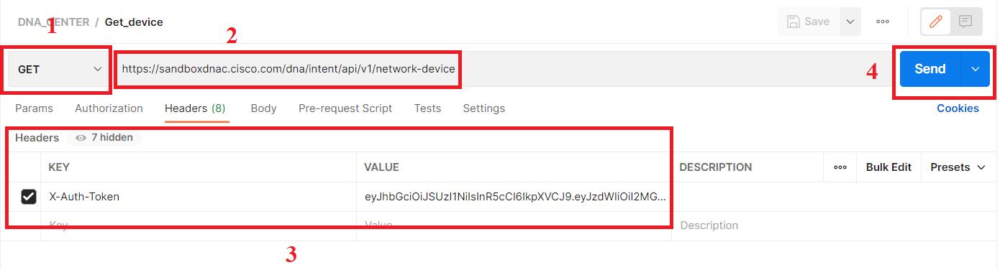 DNA_CENTER / Get_device
Save
1
2
GET
https://sandboxdnac.cisco.com/dna/intent/api/v1/network-device
4
Send
Params Authorization Headers (8) Body Pre-request Script Tests Settings Cookies
Headers 7 hidden
KEY VALUE DESCRIPTION Bulk Edit Presets
X-Auth-Token eyJhbGciOiJSUzI1NiIsInR5cCI6IkpXVCJ9.eyJzdWIiOiI2MG...
Key Value Description
3